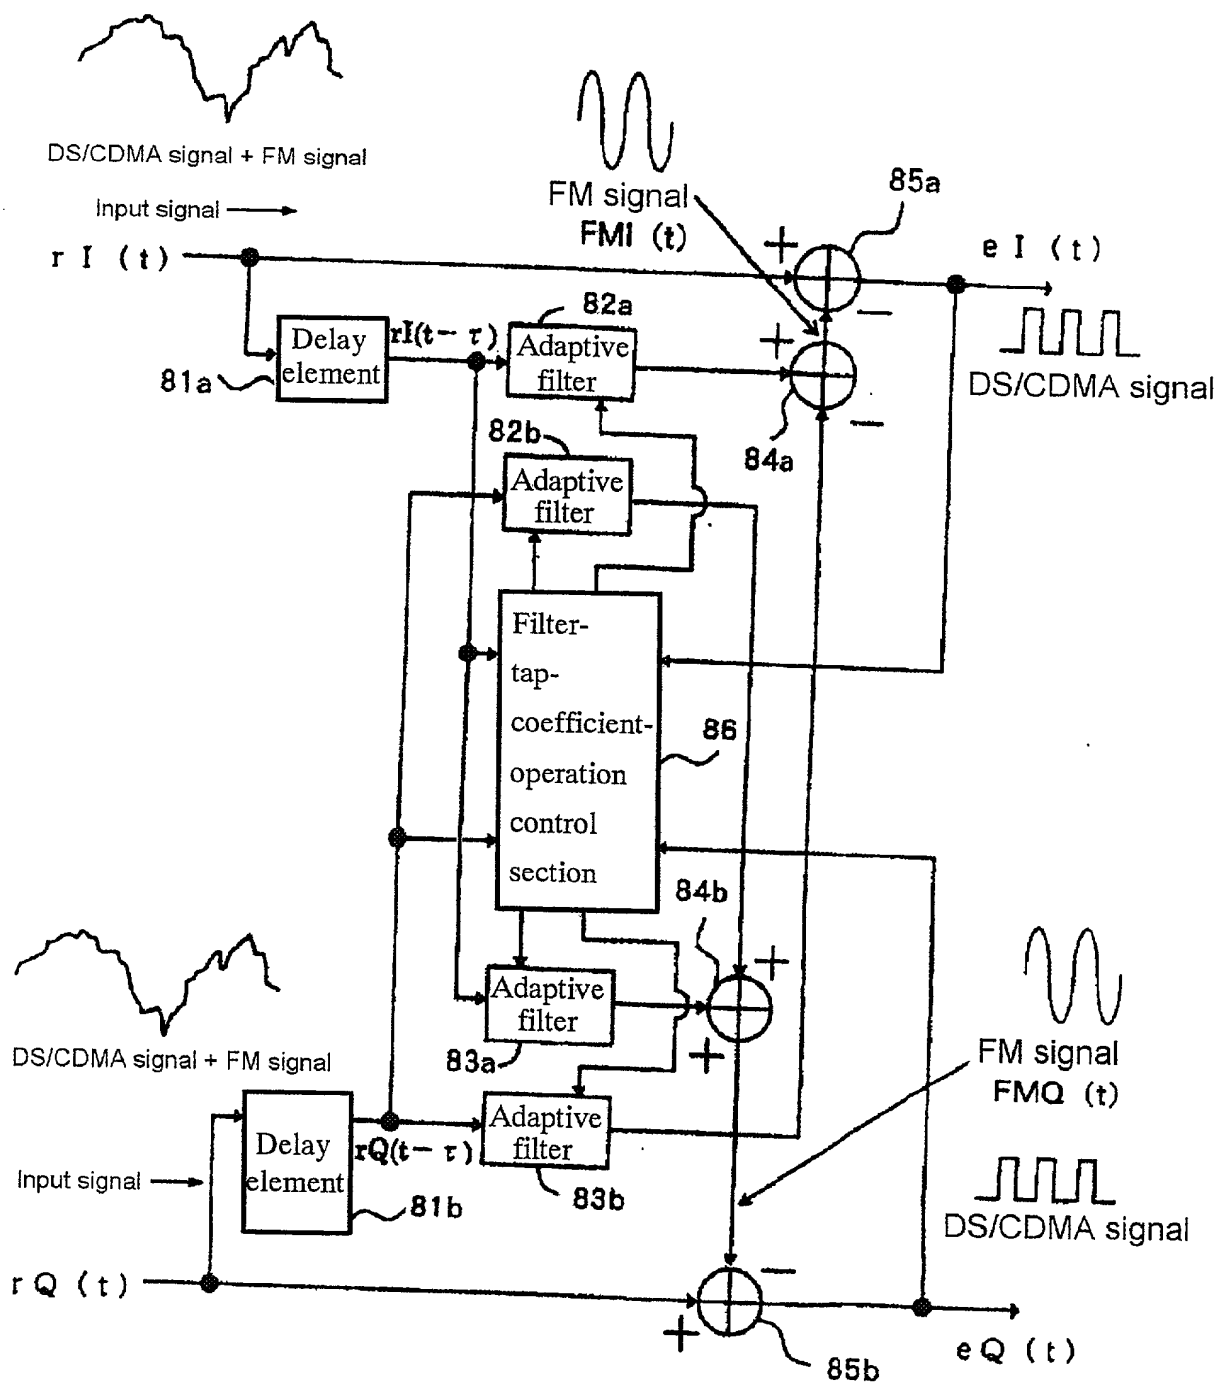 DS/CDMA signal + FM signal
Input signal
r I (t)
FM signal
FMI (t)
85a
+
e I (t)
−
DS/CDMA signal
Delay
element
81a
rI(t− τ)
82a
Adaptive
filter
+
84a
−
82b
Adaptive
filter
Filter-
tap-
coefficient-
operation
control
section
86
84b
+
+
Adaptive
filter
83a
DS/CDMA signal + FM signal
FM signal
FMQ (t)
Delay
element
81b
rQ(t− τ)
Adaptive
filter
83b
Input signal
DS/CDMA signal
r Q (t)
−
+
85b
e Q (t)